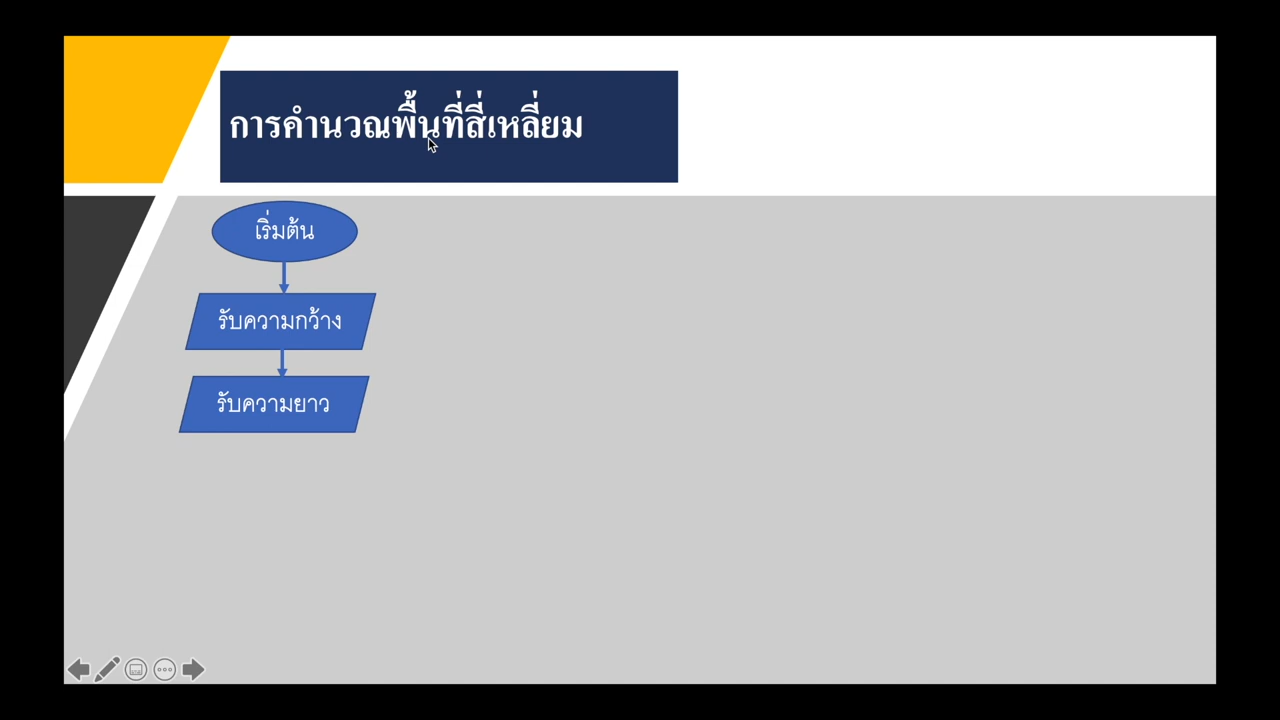 การคำนวณพื้นที่สี่เหลี่ยม
เริ่มต้น
รับความกว้าง
รับความยาว